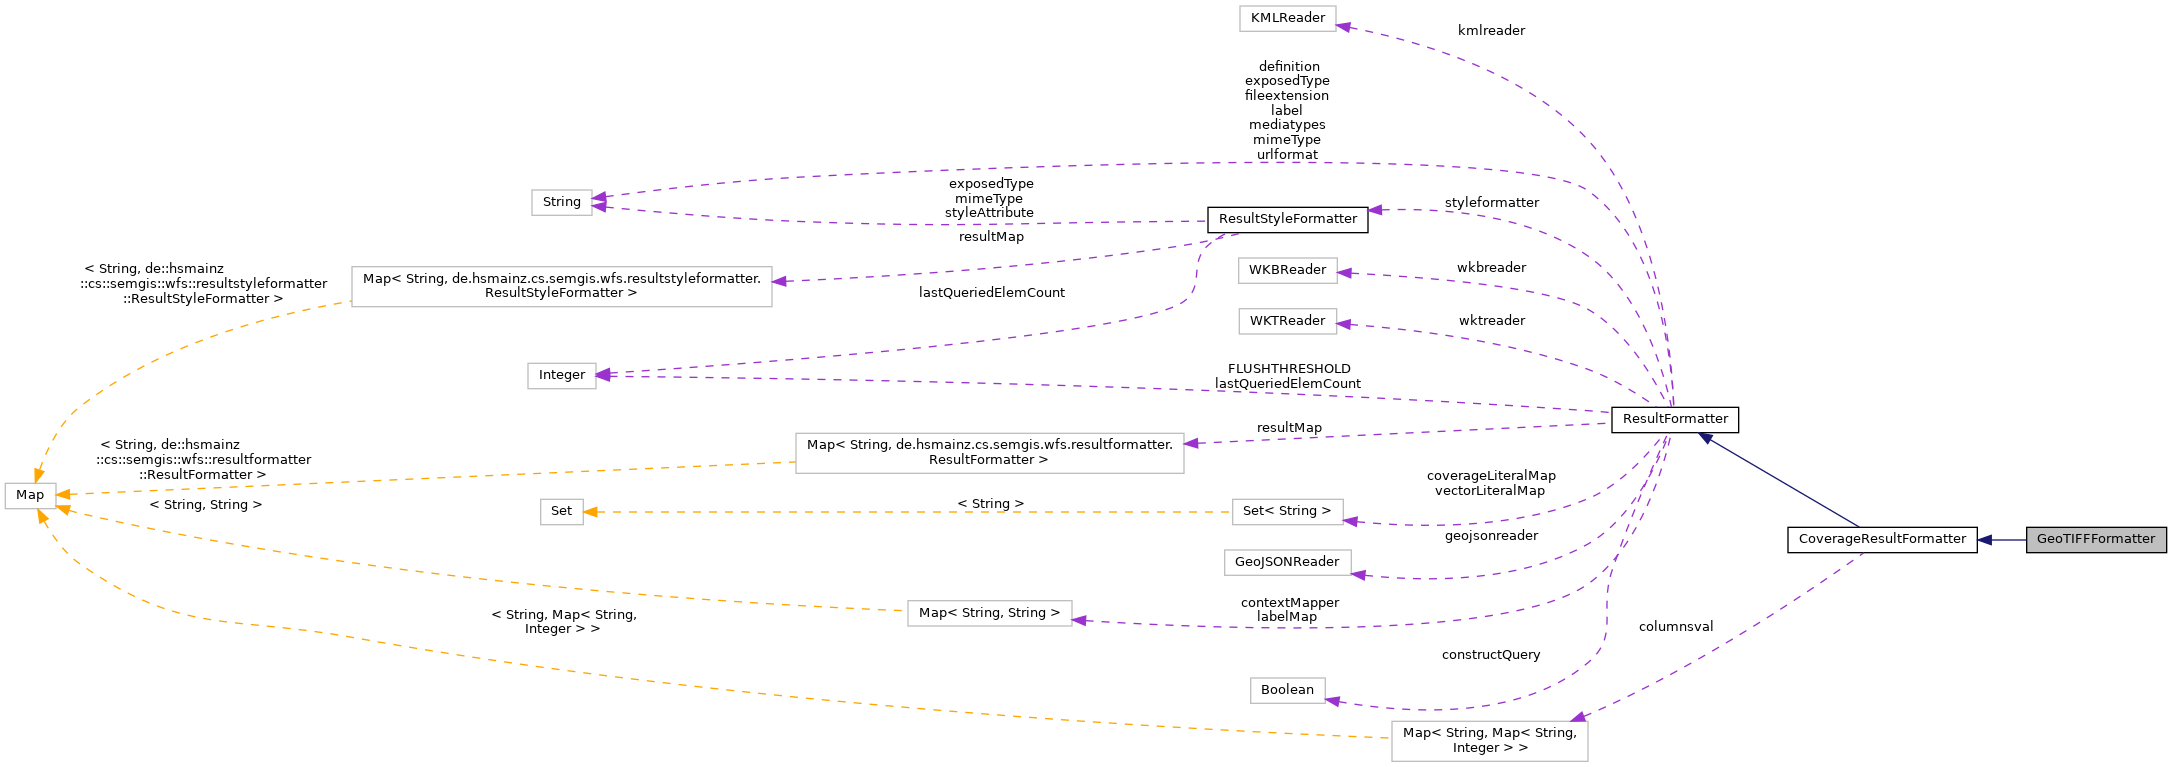 KMLReader
kmlreader
definition
exposedType
fileextension
label
mediatypes
mimeType
urlformat
String
exposedType
mimeType
styleAttribute
ResultStyleFormatter
styleformatter
resultMap
< String, de::hsmainz
::cs::semgis::wfs::resultstyleformatter
::ResultStyleFormatter >
Map< String, de.hsmainz.cs.semgis.wfs.resultstyleformatter.
ResultStyleFormatter >
lastQueriedElemCount
WKBReader
wkbreader
WKTReader
wktreader
Integer
FLUSHTHRESHOLD
lastQueriedElemCount
ResultFormatter
resultMap
Map< String, de.hsmainz.cs.semgis.wfs.resultformatter.
ResultFormatter >
< String, de::hsmainz
::cs::semgis::wfs::resultformatter
::ResultFormatter >
Map
< String, String >
Set
< String >
Set< String >
coverageLiteralMap
vectorLiteralMap
geojsonreader
GeoJSONReader
CoverageResultFormatter
GeoTIFFFormatter
Map< String, String >
contextMapper
labelMap
< String, Map< String,
Integer > >
columnsval
constructQuery
Boolean
Map< String, Map< String,
Integer > >